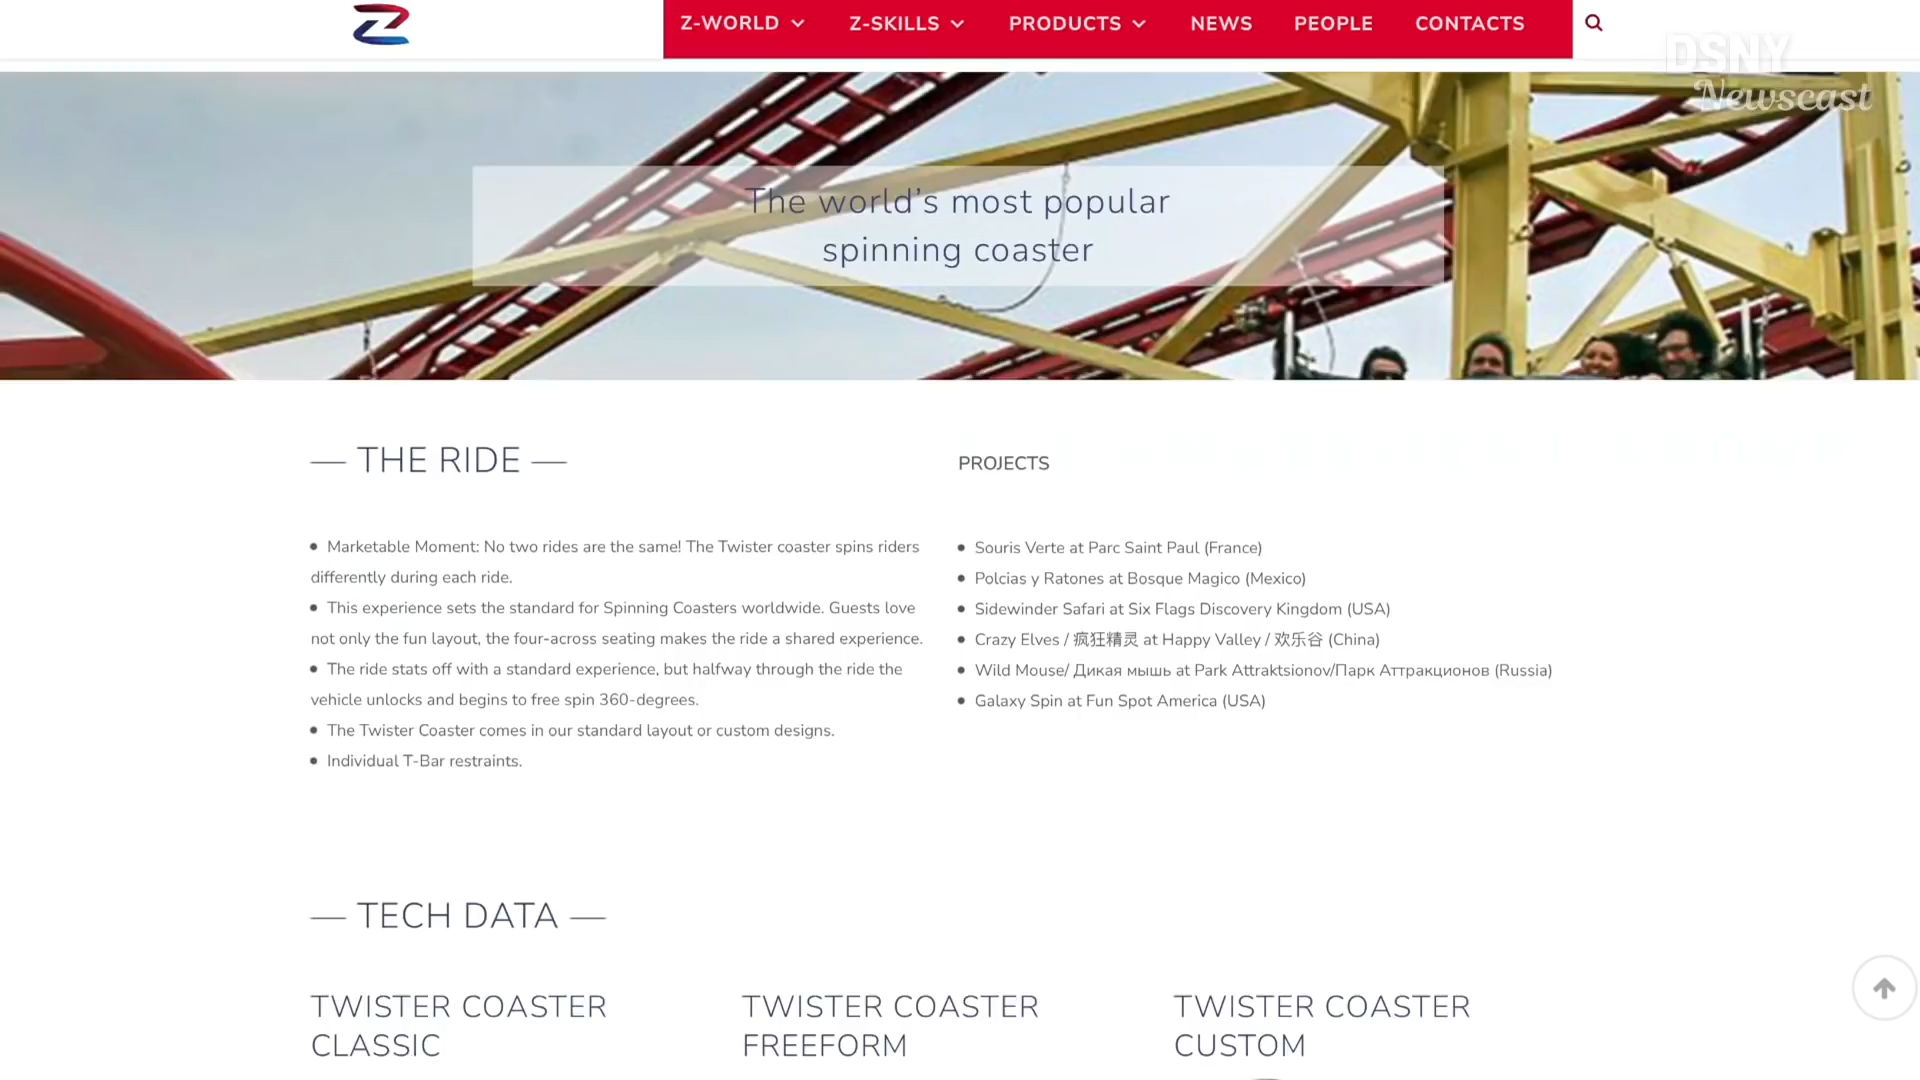 Z-WORLD
Z-SKILLS
PRODUCTS
NEWS
PEOPLE
CONTACTS
DSNY
Newscast
The world's most popular
spinning coaster
— THE RIDE —
• Marketable Moment: No two rides are the same! The Twister coaster spins riders
differently during each ride.
• This experience sets the standard for Spinning Coasters worldwide. Guests love
not only the fun layout, the four-across seating makes the ride a shared experience.
• The ride stats off with a standard experience, but halfway through the ride the
vehicle unlocks and begins to free spin 360-degrees.
• The Twister Coaster comes in our standard layout or custom designs.
• Individual T-Bar restraints.
PROJECTS
• Souris Verte at Parc Saint Paul (France)
• Polcias y Ratones at Bosque Magico (Mexico)
• Sidewinder Safari at Six Flags Discovery Kingdom (USA)
• Crazy Elves / 疯狂精灵 at Happy Valley / 欢乐谷 (China)
• Wild Mouse/ Дикая мышь at Park Attraktsionov/Парк Аттракционов (Russia)
• Galaxy Spin at Fun Spot America (USA)
— TECH DATA —
TWISTER COASTER
CLASSIC
TWISTER COASTER
FREEFORM
TWISTER COASTER
CUSTOM